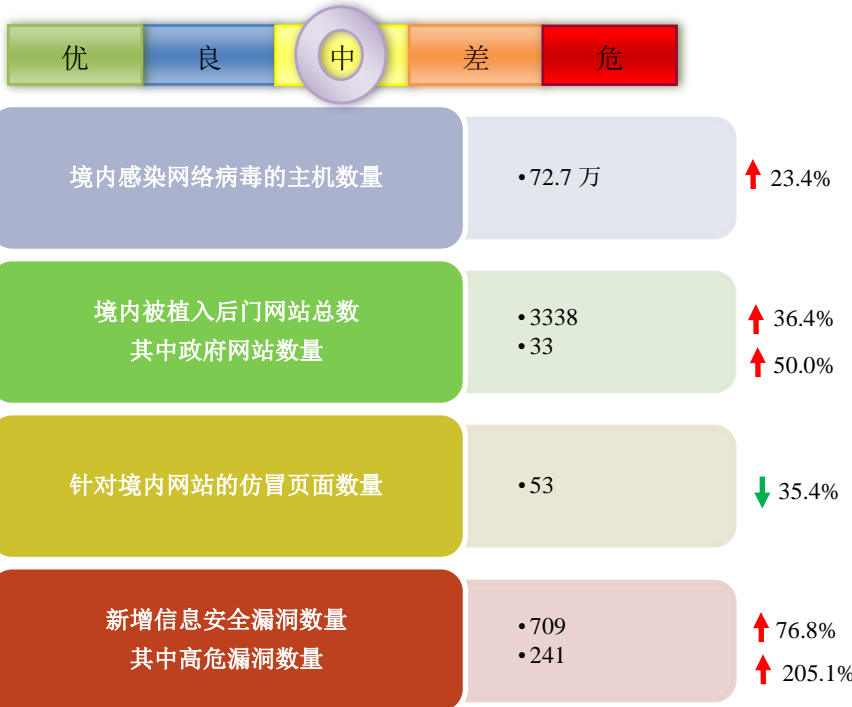 优 良 中 差 危
境内感染网络病毒的主机数量
•72.7 万
23.4%
境内被植入后门网站总数
其中政府网站数量
•3338
•33
36.4%
50.0%
针对境内网站的仿冒页面数量
•53
35.4%
新增信息安全漏洞数量
其中高危漏洞数量
•709
•241
76.8%
205.1%